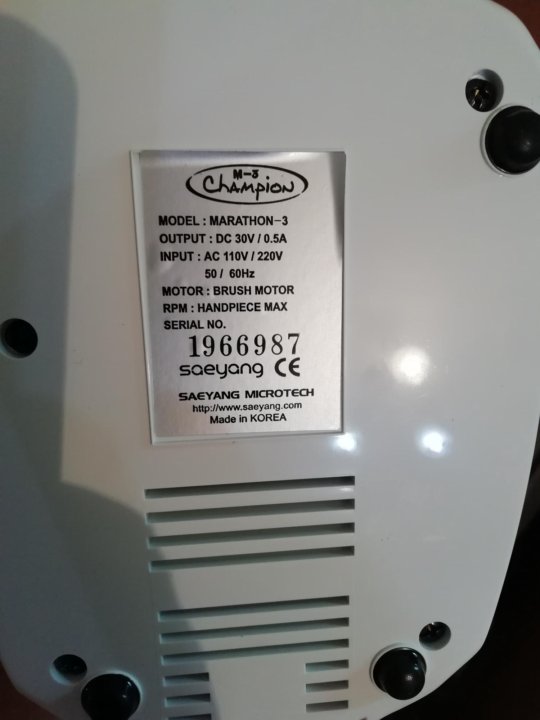 M-3
Champion
MODEL : MARATHON-3
OUTPUT : DC 30V / 0.5A
INPUT : AC 110V / 220V
50 / 60Hz
MOTOR : BRUSH MOTOR
RPM : HANDPIECE MAX
SERIAL NO.
1966987
saeyang CE
SAEYANG MICROTECH
http://www.saeyang.com
Made in KOREA